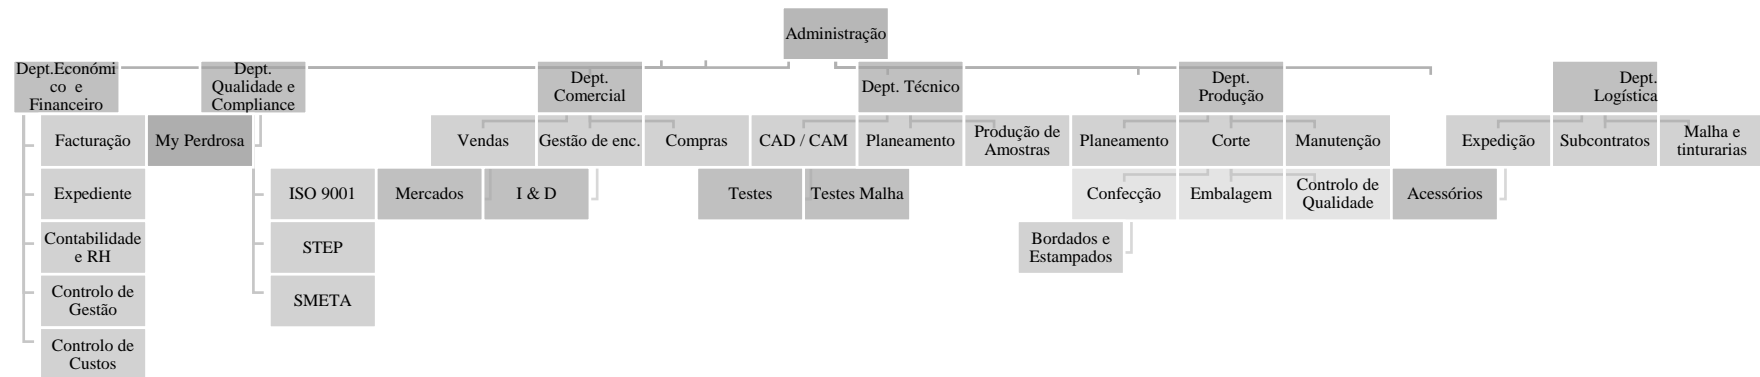 Administração
Dept.Económi
co e
Financeiro
Dept.
Qualidade e
Compliance
Dept.
Comercial
Dept. Técnico
Dept.
Produção
Dept.
Logística
Facturação
My Perdrosa
Vendas
Gestão de enc.
Compras
CAD / CAM
Planeamento
Produção de
Amostras
Planeamento
Corte
Manutenção
Expedição
Subcontratos
Malha e
tinturarias
Expediente
ISO 9001
Mercados
I & D
Testes
Testes Malha
Confecção
Embalagem
Controlo de
Qualidade
Acessórios
Contabilidade
e RH
STEP
Bordados e
Estampados
Controlo de
Gestão
SMETA
Controlo de
Custos